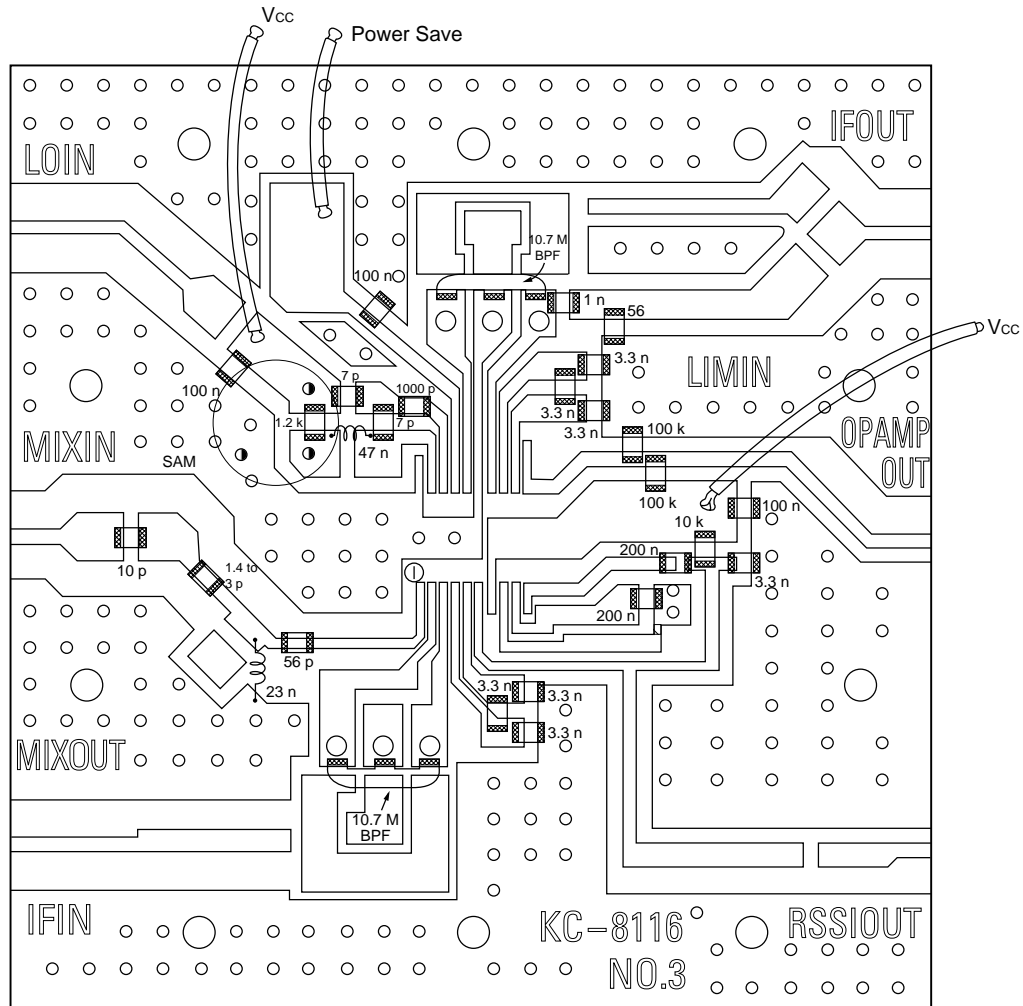 VCC
Power Save
LOIN
IFOUT
10.7 M
BPF
100 n
1 n
56
VCC
3.3 n
LIMIN
7 p
1000 p
100 n
3.3 n
1.2 k
7 p
3.3 n
100 k
OPAMP
OUT
MIXIN
SAM
47 n
100 k
100 n
10 k
200 n
10 p
1.4 to
3 p
3.3 n
200 n
56 p
23 n
3.3 n
3.3 n
3.3 n
MIXOUT
10.7 M
BPF
IFIN
KC-8116
NO.3
RSSIOUT